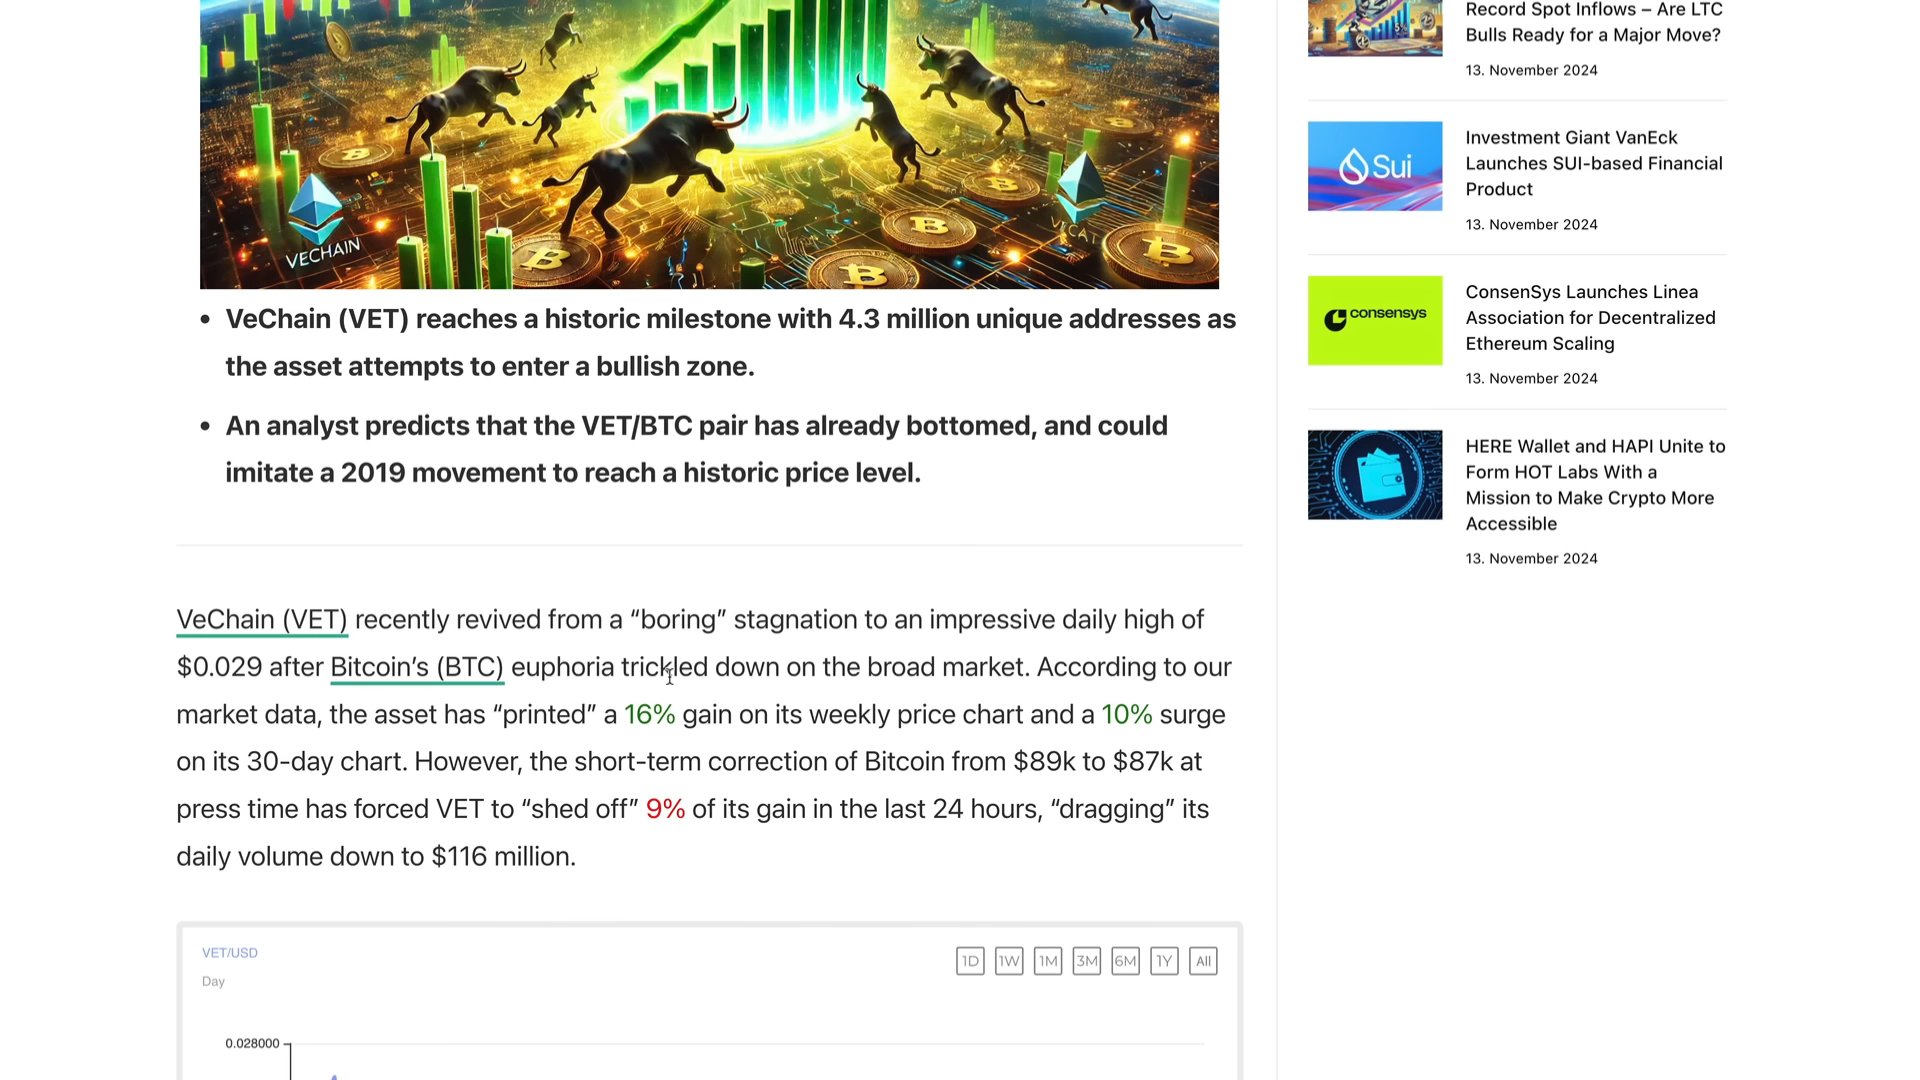 VECHAIN
VeChain (VET) reaches a historic milestone with 4.3 million unique addresses as
the asset attempts to enter a bullish zone.
An analyst predicts that the VET/BTC pair has already bottomed, and could
imitate a 2019 movement to reach a historic price level.
VeChain (VET) recently revived from a “boring” stagnation to an impressive daily high of
$0.029 after Bitcoin’s (BTC) euphoria trickled down on the broad market. According to our
market data, the asset has “printed” a 16% gain on its weekly price chart and a 10% surge
on its 30-day chart. However, the short-term correction of Bitcoin from $89k to $87k at
press time has forced VET to “shed off” 9% of its gain in the last 24 hours, “dragging” its
daily volume down to $116 million.
VET/USD
Day
1D 1W 1M 3M 6M 1Y All
0.028000
Record Spot Inflows – Are LTC
Bulls Ready for a Major Move?
13. November 2024
Sui
Investment Giant VanEck
Launches SUI-based Financial
Product
13. November 2024
consensys
ConsenSys Launches Linea
Association for Decentralized
Ethereum Scaling
13. November 2024
HERE Wallet and HAPI Unite to
Form HOT Labs With a
Mission to Make Crypto More
Accessible
13. November 2024